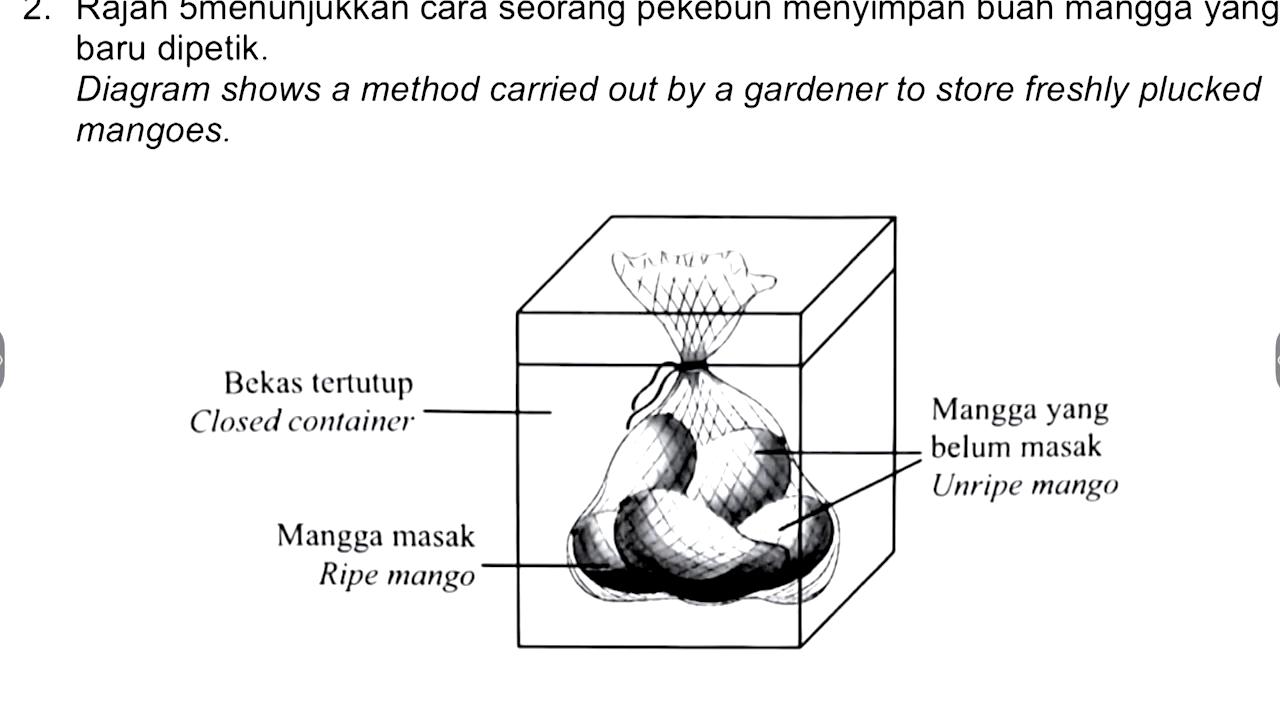 2. Rajah 5menunjukkan cara seorang pekebun menyimpan buah mangga yang
baru dipetik.
Diagram shows a method carried out by a gardener to store freshly plucked
mangoes.
Bekas tertutup
Closed container
Mangga yang
belum masak
Unripe mango
Mangga masak
Ripe mango